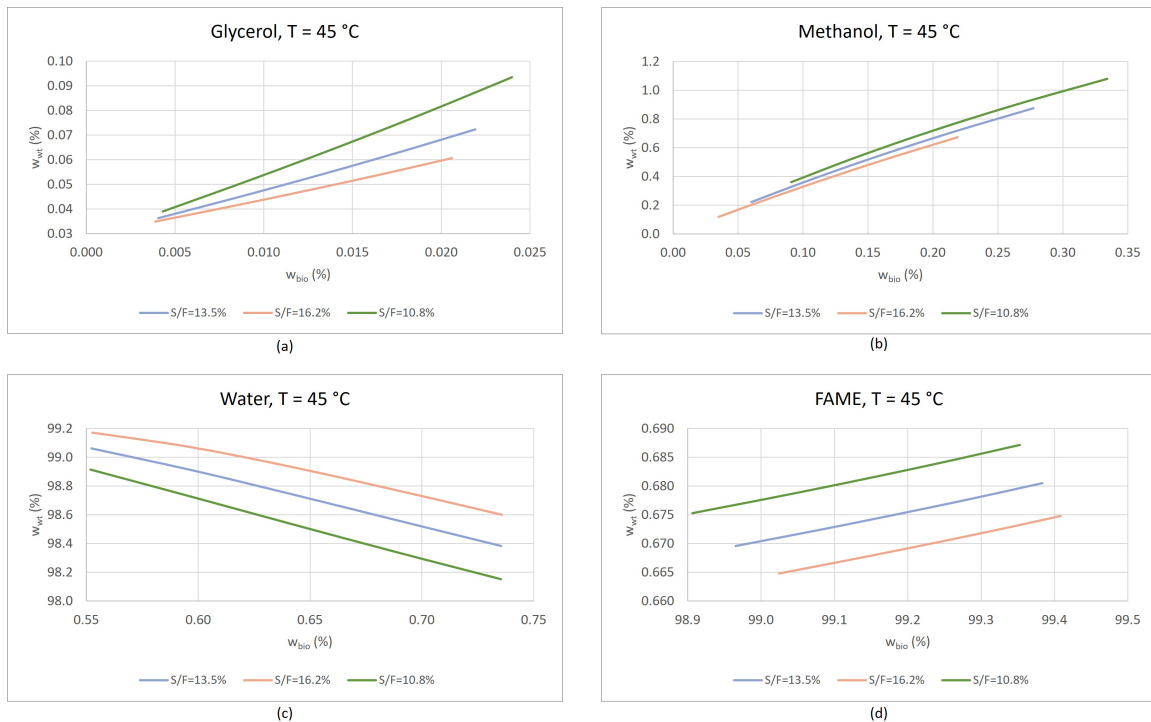 Glycerol, T = 45 °C
0.10
0.09
0.08
0.07
0.06
0.05
0.04
0.03
w_wt (%)
0.000 0.005 0.010 0.015 0.020 0.025
w_bio (%)
S/F=13.5% S/F=16.2% S/F=10.8%
(a)
Methanol, T = 45 °C
1.2
1.0
0.8
0.6
0.4
0.2
0.0
w_wt (%)
0.00 0.05 0.10 0.15 0.20 0.25 0.30 0.35
w_bio (%)
S/F=13.5% S/F=16.2% S/F=10.8%
(b)
Water, T = 45 °C
99.2
99.0
98.8
98.6
98.4
98.2
98.0
w_wt (%)
0.55 0.60 0.65 0.70 0.75
w_bio (%)
S/F=13.5% S/F=16.2% S/F=10.8%
(c)
FAME, T = 45 °C
0.690
0.685
0.680
0.675
0.670
0.665
0.660
w_wt (%)
98.9 99.0 99.1 99.2 99.3 99.4 99.5
w_bio (%)
S/F=13.5% S/F=16.2% S/F=10.8%
(d)